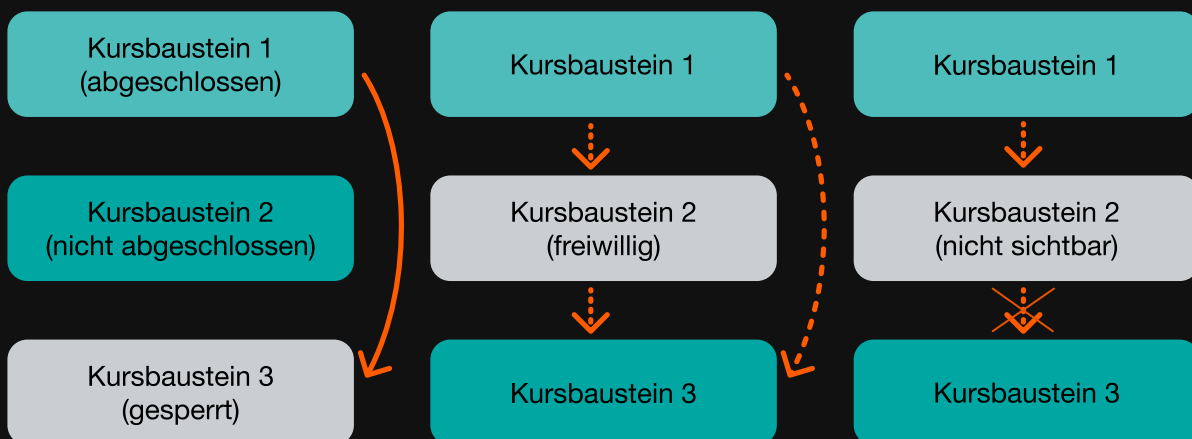 Kursbaustein 1
(abgeschlossen)
Kursbaustein 2
(nicht abgeschlossen)
Kursbaustein 3
(gesperrt)
Kursbaustein 1
Kursbaustein 2
(freiwillig)
Kursbaustein 3
Kursbaustein 1
Kursbaustein 2
(nicht sichtbar)
Kursbaustein 3